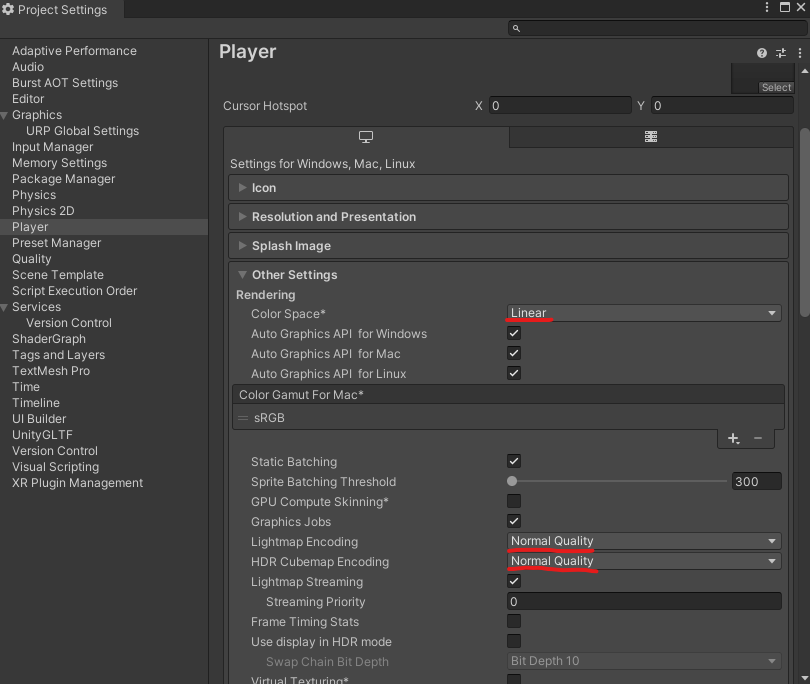 Project Settings
Adaptive Performance
Audio
Burst AOT Settings
Editor
Graphics
URP Global Settings
Input Manager
Memory Settings
Package Manager
Physics
Physics 2D
Player
Preset Manager
Quality
Scene Template
Script Execution Order
Services
Version Control
ShaderGraph
Tags and Layers
TextMesh Pro
Time
Timeline
UI Builder
UnityGLTF
Version Control
Visual Scripting
XR Plugin Management
Player
Select
Cursor Hotspot X 0 Y 0
Settings for Windows, Mac, Linux
Icon
Resolution and Presentation
Splash Image
Other Settings
Rendering
Color Space* Linear
Auto Graphics API for Windows
Auto Graphics API for Mac
Auto Graphics API for Linux
Color Gamut For Mac*
sRGB
Static Batching
Sprite Batching Threshold 300
GPU Compute Skinning*
Graphics Jobs
Lightmap Encoding Normal Quality
HDR Cubemap Encoding Normal Quality
Lightmap Streaming
Streaming Priority 0
Frame Timing Stats
Use display in HDR mode
Swap Chain Bit Depth Bit Depth 10
Virtual Texturing*